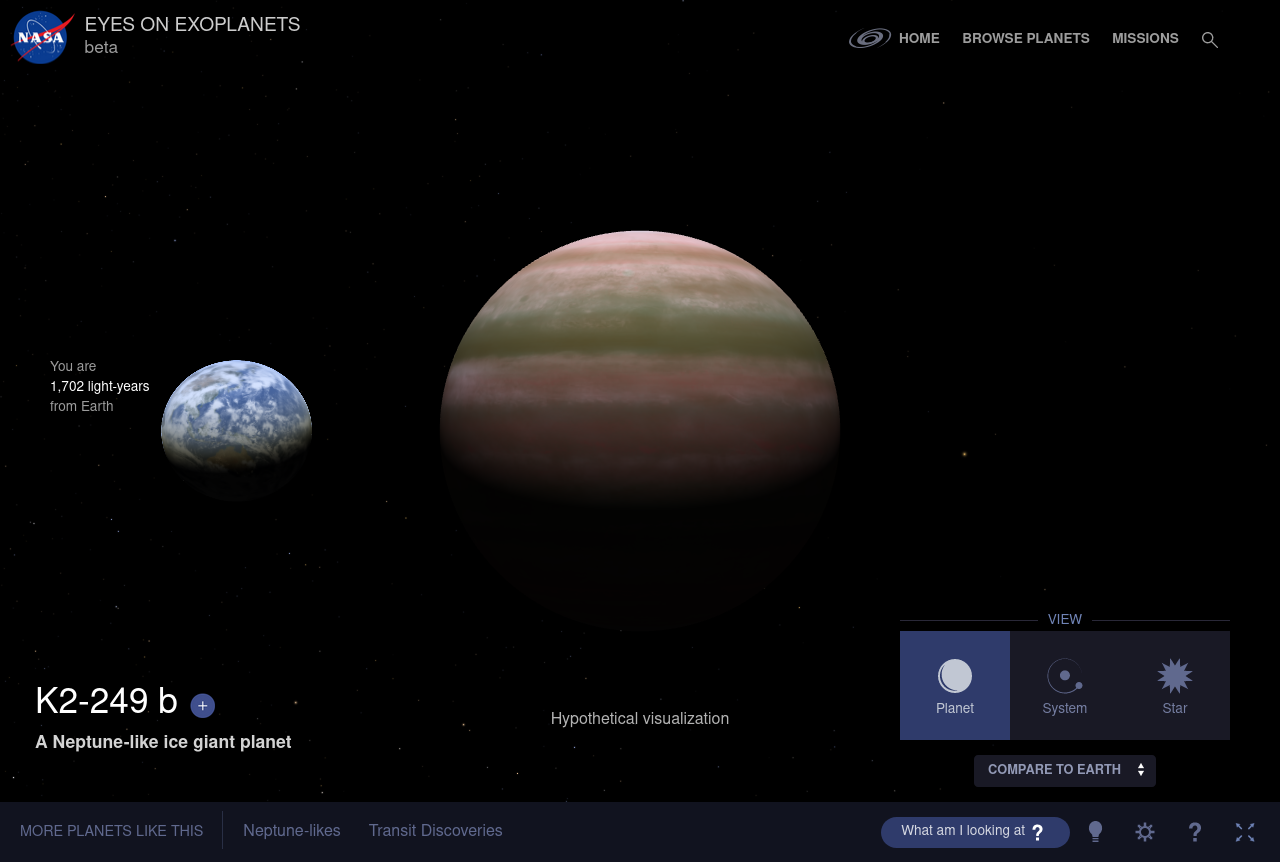 NASA
EYES ON EXOPLANETS
beta
HOME
BROWSE PLANETS
MISSIONS
You are
1,702 light-years
from Earth
VIEW
Planet
System
Star
COMPARE TO EARTH
K2-249 b +
A Neptune-like ice giant planet
Hypothetical visualization
MORE PLANETS LIKE THIS
Neptune-likes
Transit Discoveries
What am I looking at ?
?